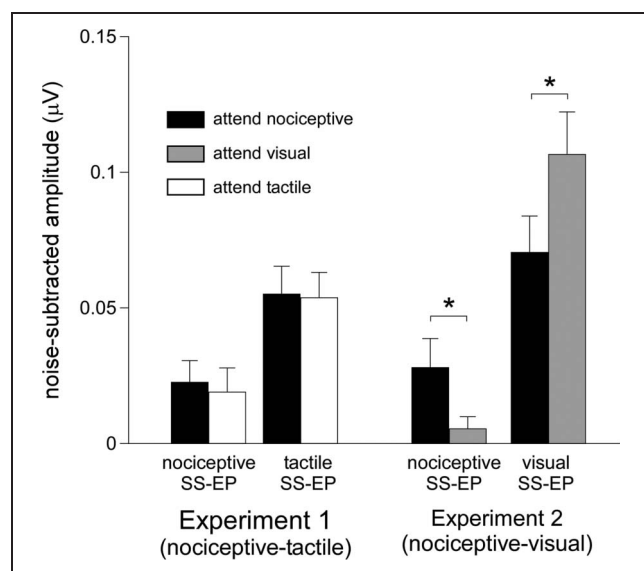 noise-subtracted amplitude (μV)
0.15
0.1
0.05
0
attend nociceptive
attend visual
attend tactile
*
*
nociceptive
SS-EP
tactile
SS-EP
nociceptive
SS-EP
visual
SS-EP
Experiment 1
(nociceptive-tactile)
Experiment 2
(nociceptive-visual)